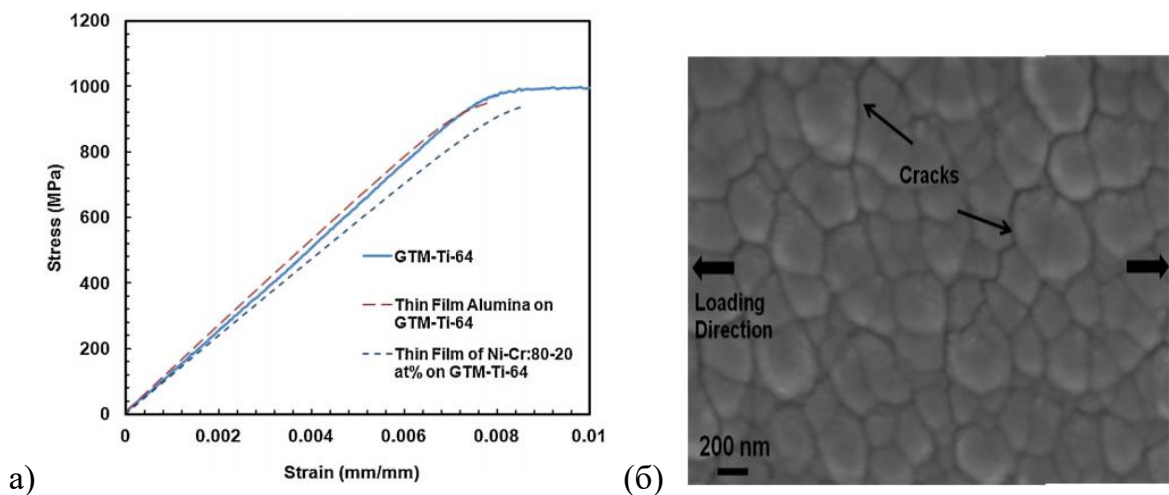 1200
1000
800
600
400
200
0
Stress (MPa)
GTM-Ti-64
Thin Film Alumina on
GTM-Ti-64
Thin Film of Ni-Cr:80-20
at% on GTM-Ti-64
0 0.002 0.004 0.006 0.008 0.01
Strain (mm/mm)
а)
Cracks
Loading
Direction
200 nm
(б)